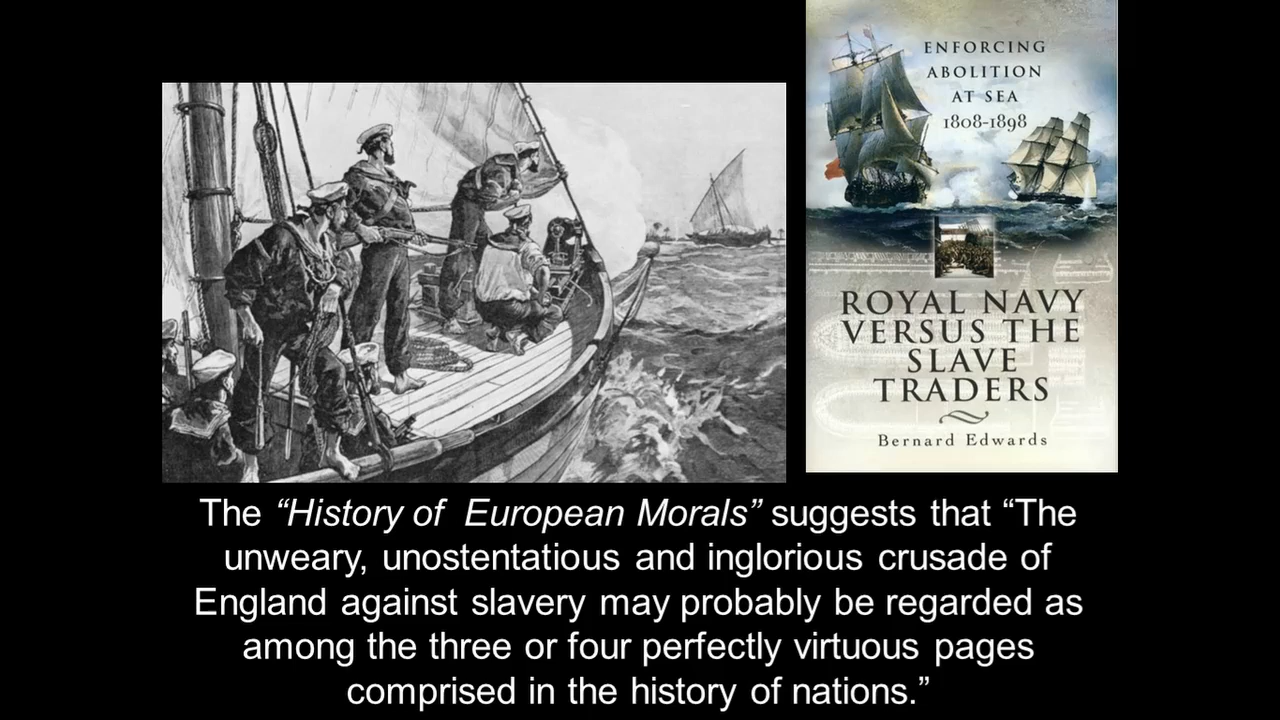 ENFORCING
ABOLITION
AT SEA
1808-1898
ROYAL NAVY
VERSUS THE
SLAVE
TRADERS
Bernard Edwards
The “History of European Morals” suggests that “The
unweary, unostentatious and inglorious crusade of
England against slavery may probably be regarded as
among the three or four perfectly virtuous pages
comprised in the history of nations.”